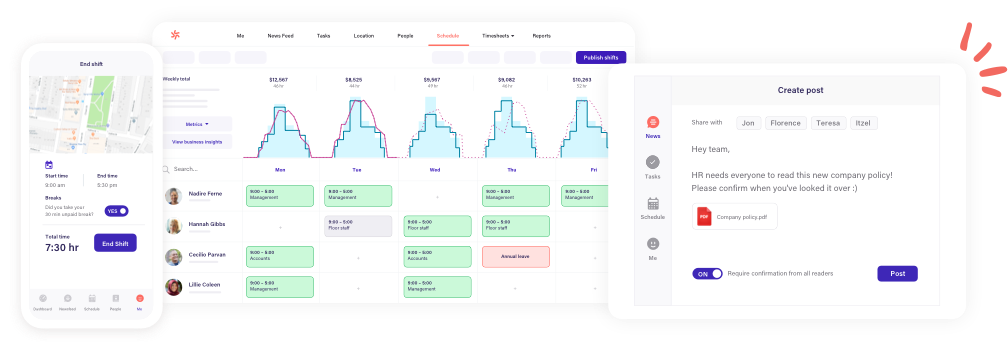 End shift
Start time
End time
9:00 am
6:30 pm
Breaks
Did you take your
30 min unpaid break?
YES
Total time
7:30 hr
End Shift
Dashboard
Newsfeed
Schedule
People
Me
Me
News Feed
Tasks
Location
People
Schedule
Timesheets
Reports
Publish shifts
Weekly total
$12,567
$8,525
44 hr
$9,567
49 hr
$9,082
46 hr
$10,263
52 hr
Metrics
View business insights
Search...
Mon
Tue
Wed
Thu
Fri
Nadire Ferne
9:00 – 5:00
Management
9:00 – 5:00
Management
9:00 – 5:00
Management
9:00 – 5:00
Management
Hannah Gibbs
9:00 – 5:00
Floor staff
9:00 – 5:00
Floor staff
9:00 – 5:00
Floor staff
Cecilio Parvan
9:00 – 5:00
Accounts
9:00 – 5:00
Accounts
Annual leave
Lillie Coleen
9:00 – 5:00
Management
9:00 – 5:00
Management
Create post
News
Tasks
Schedule
Me
Share with
Jon
Florence
Teresa
Itzel
Hey team,
HR needs everyone to read this new company policy!
Please confirm when you've looked it over :)
PDF
Company policy.pdf
ON
Require confirmation from all readers
Post